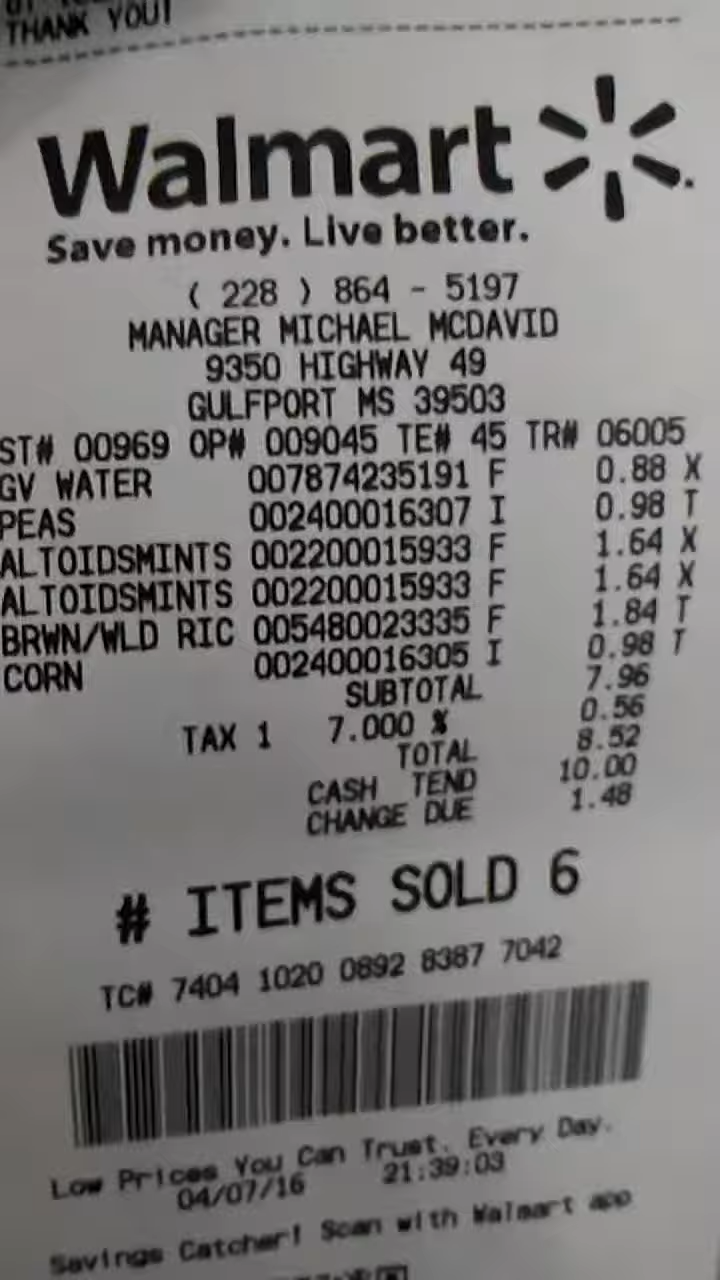 THANK YOU!
Walmart
Save money. Live better.
( 228 ) 864 - 5197
MANAGER MICHAEL MCDAVID
9350 HIGHWAY 49
GULFPORT MS 39503
ST# 00969 OP# 009045 TE# 45 TR# 06005
GV WATER 007874235191 F 0.88 X
PEAS 002400016307 I 0.98 T
ALTOIDSMINTS 002200015933 F 1.64 X
ALTOIDSMINTS 002200015933 F 1.64 X
BRWN/WLD RIC 005480023335 F 1.84 T
CORN 002400016305 I 0.98 T
SUBTOTAL 7.96
TAX 1 7.000 % 0.56
TOTAL 8.52
CASH TEND 10.00
CHANGE DUE 1.48
# ITEMS SOLD 6
TC# 7404 1020 0892 8387 7042
Low Prices You Can Trust. Every Day.
04/07/16 21:39:03
Savings Catcher! Scan with Walmart app